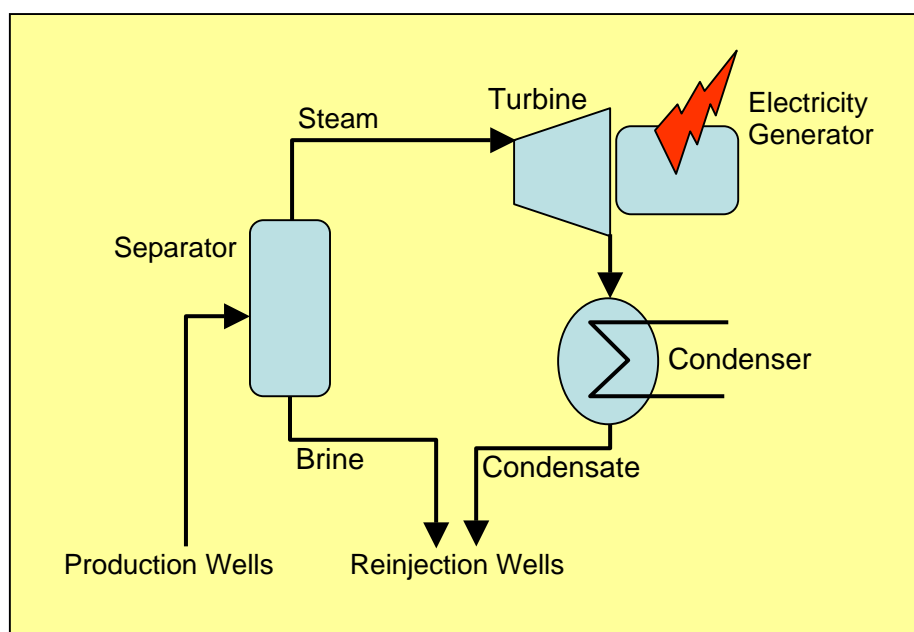 Turbine
Electricity
Generator
Steam
Separator
Condenser
Brine
Condensate
Production Wells
Reinjection Wells